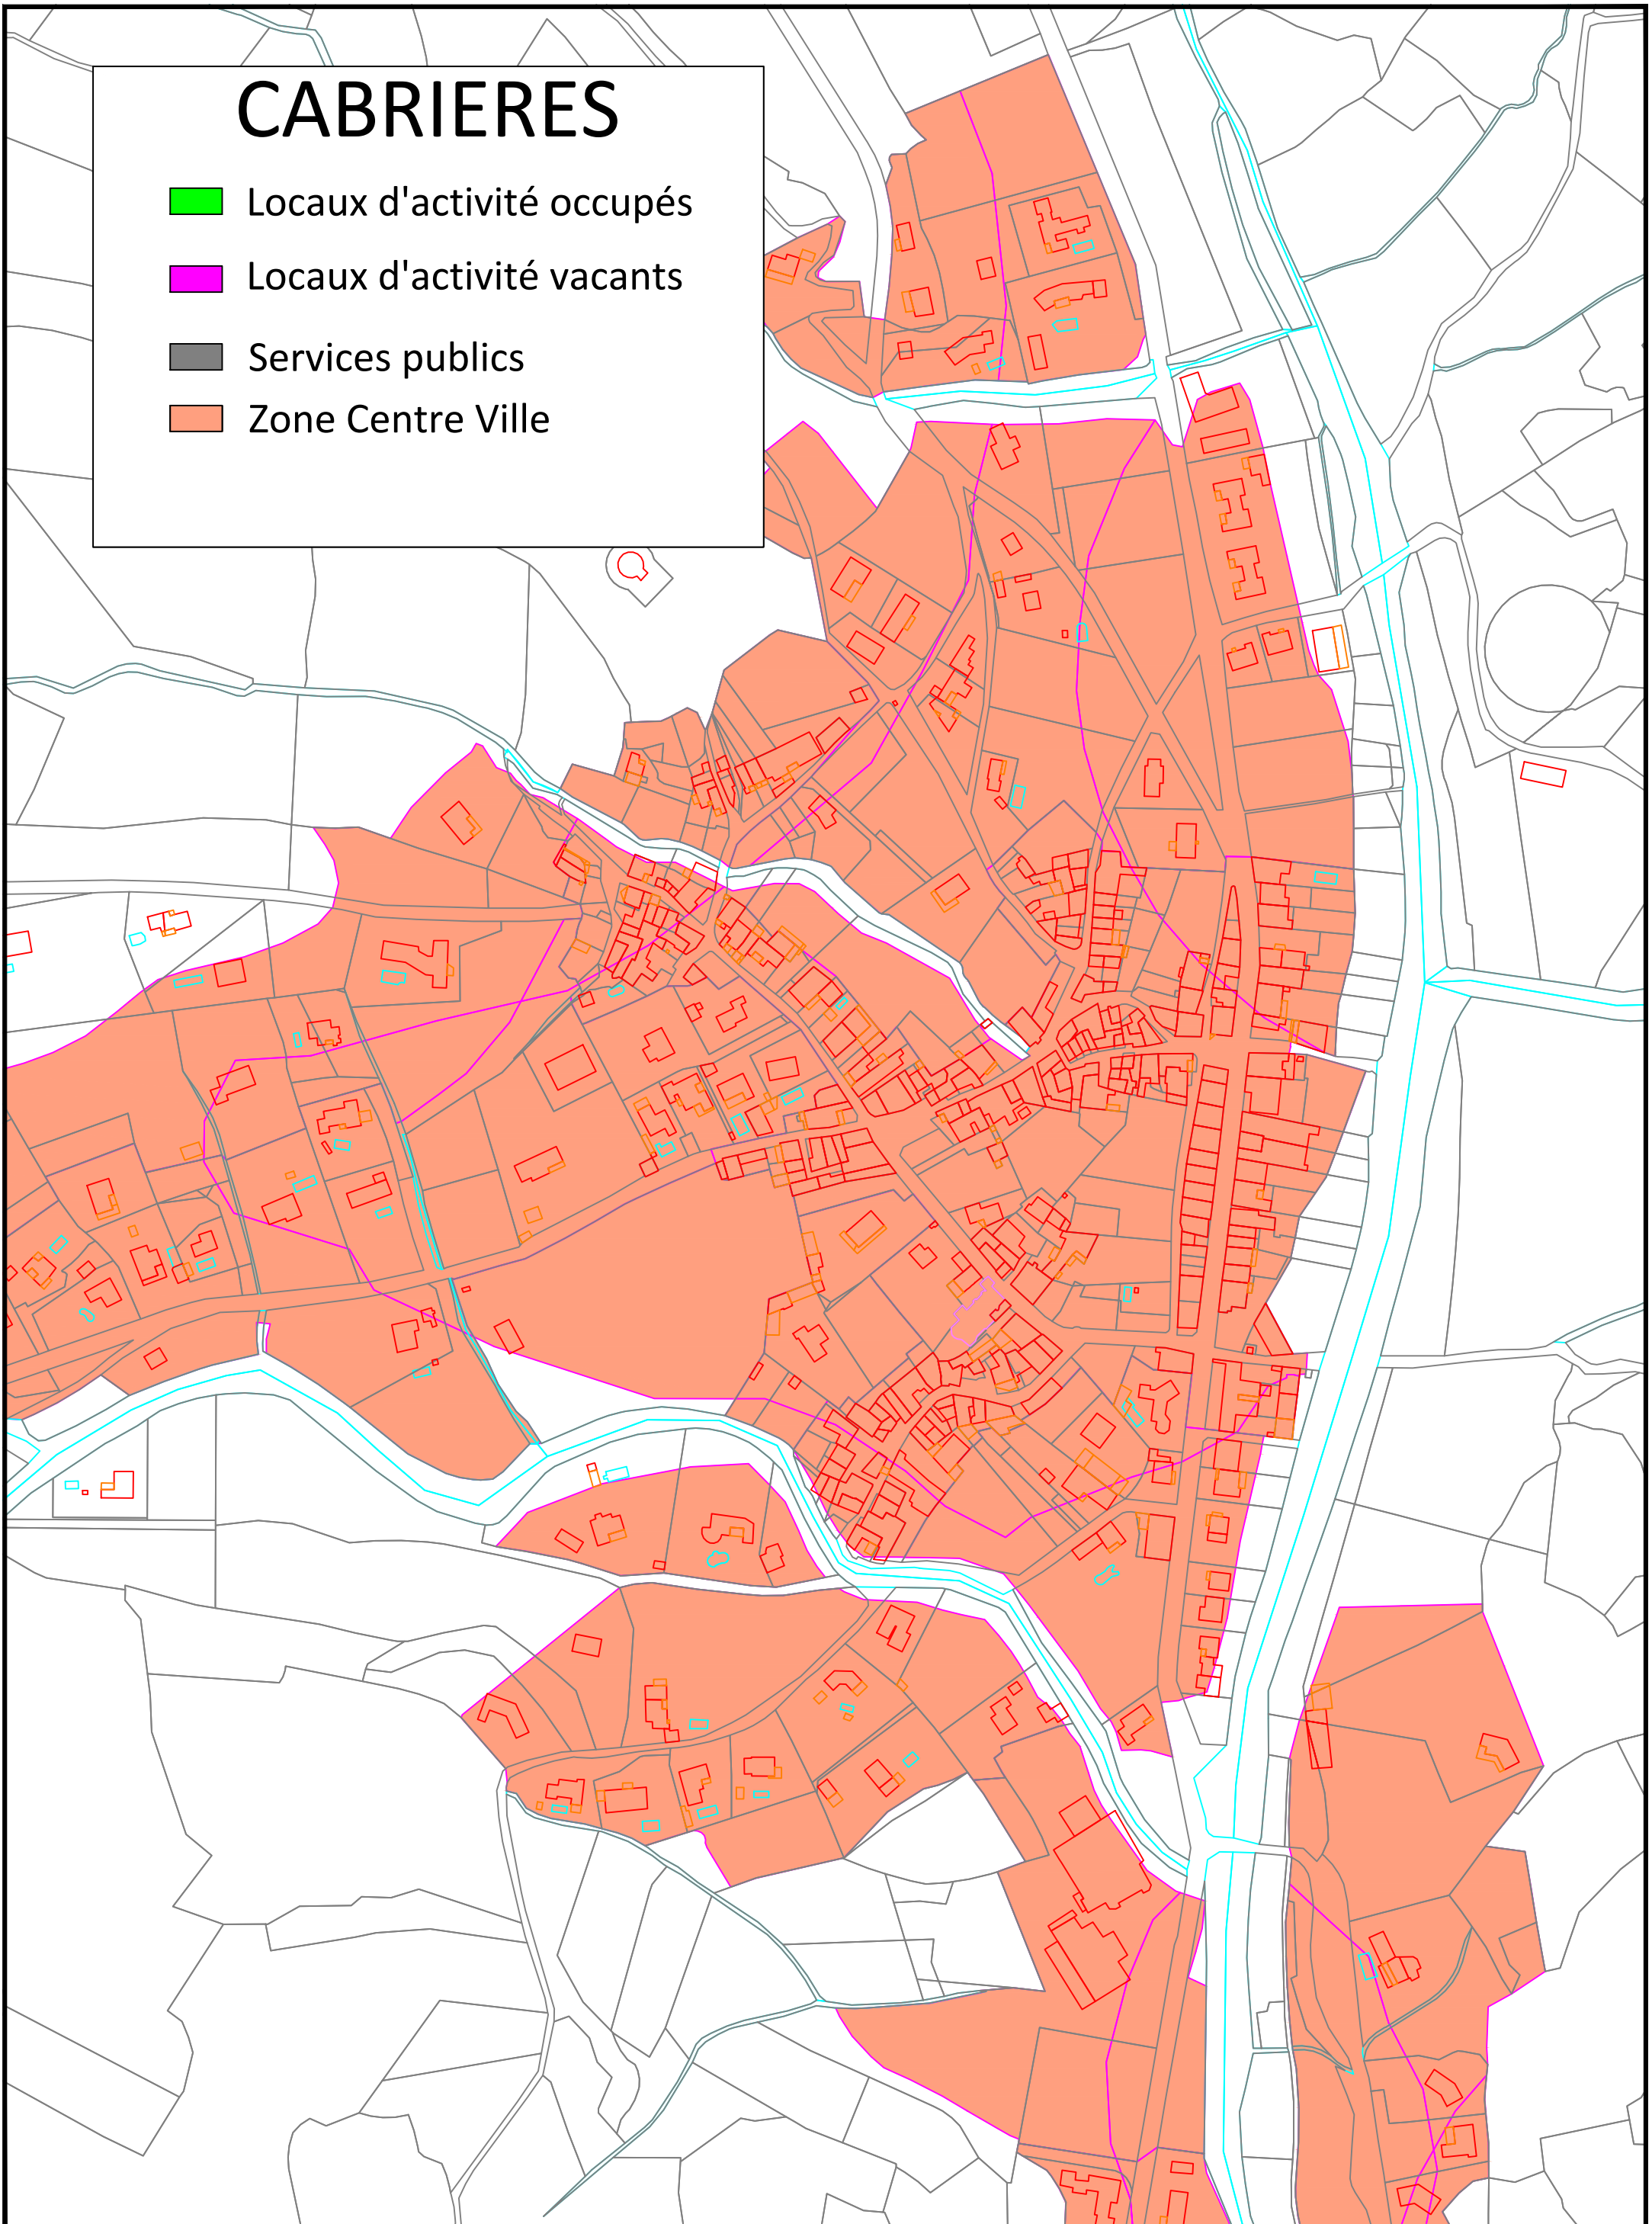 CABRIERES
Locaux d'activité occupés
Locaux d'activité vacants
Services publics
Zone Centre Ville